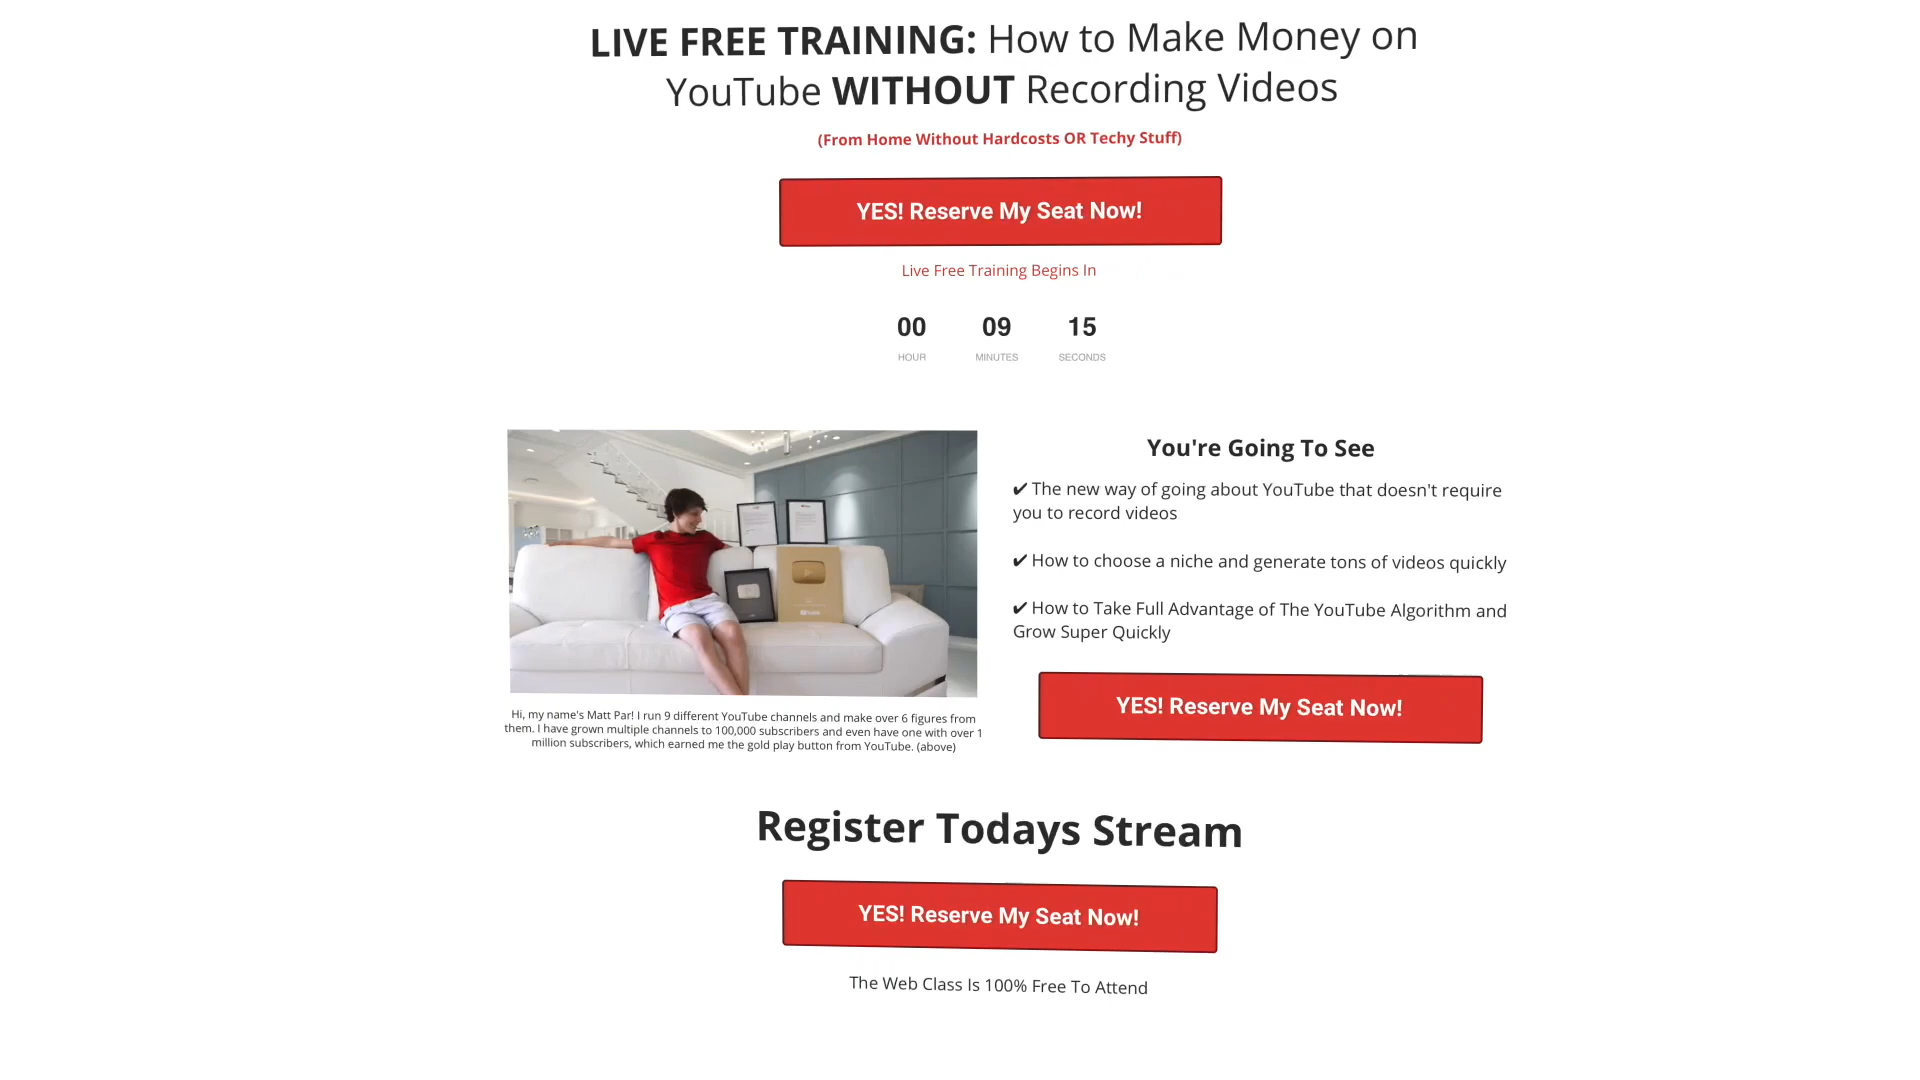 LIVE FREE TRAINING: How to Make Money on
YouTube WITHOUT Recording Videos
(From Home Without Hardcosts OR Techy Stuff)
YES! Reserve My Seat Now!
Live Free Training Begins In
00 09 15
HOUR MINUTES SECONDS
Hi, my name's Matt Par! I run 9 different YouTube channels and make over 6 figures from
them. I have grown multiple channels to 100,000 subscribers and even have one with over 1
million subscribers, which earned me the gold play button from YouTube. (above)
You're Going To See
✔ The new way of going about YouTube that doesn't require
you to record videos
✔ How to choose a niche and generate tons of videos quickly
✔ How to Take Full Advantage of The YouTube Algorithm and
Grow Super Quickly
YES! Reserve My Seat Now!
Register Todays Stream
YES! Reserve My Seat Now!
The Web Class Is 100% Free To Attend